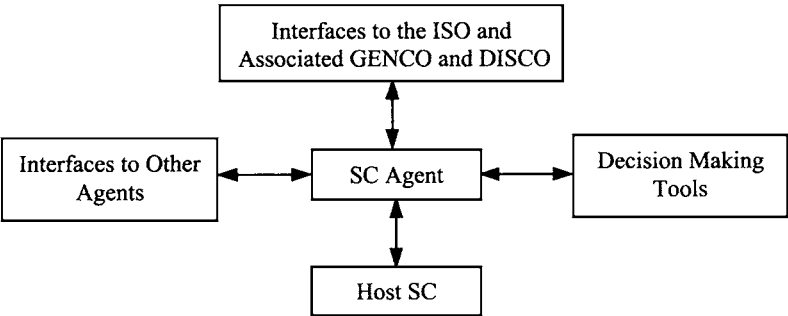 Interfaces to the ISO and
Associated GENCO and DISCO
Interfaces to Other
Agents
SC Agent
Decision Making
Tools
Host SC